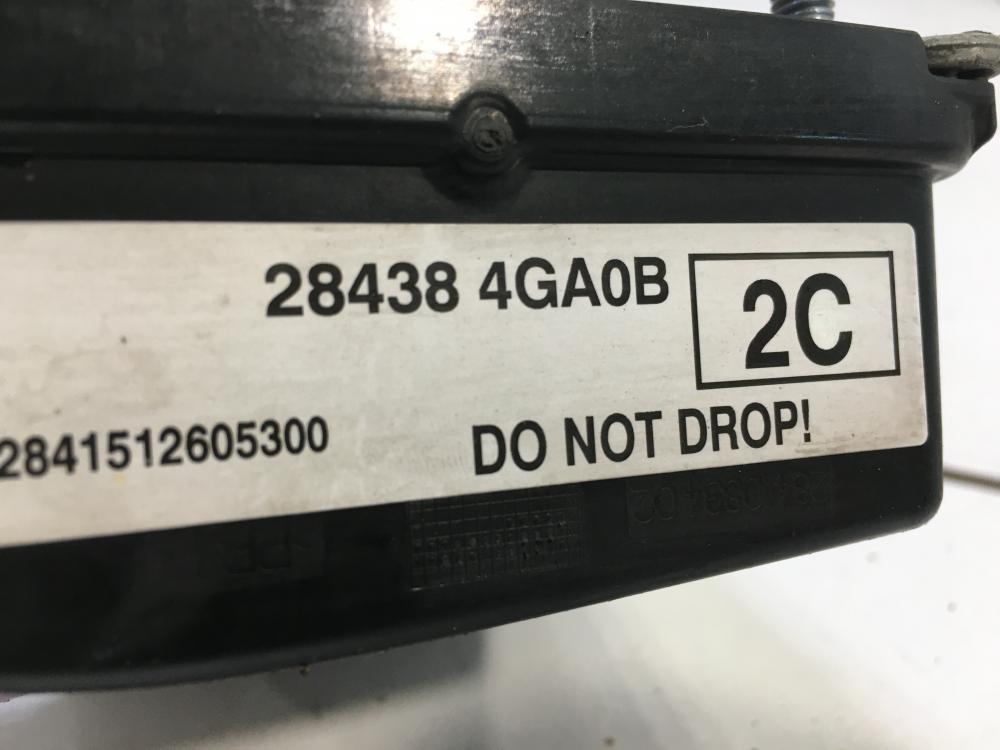 28438 4GA0B
2C
2841512605300
DO NOT DROP!